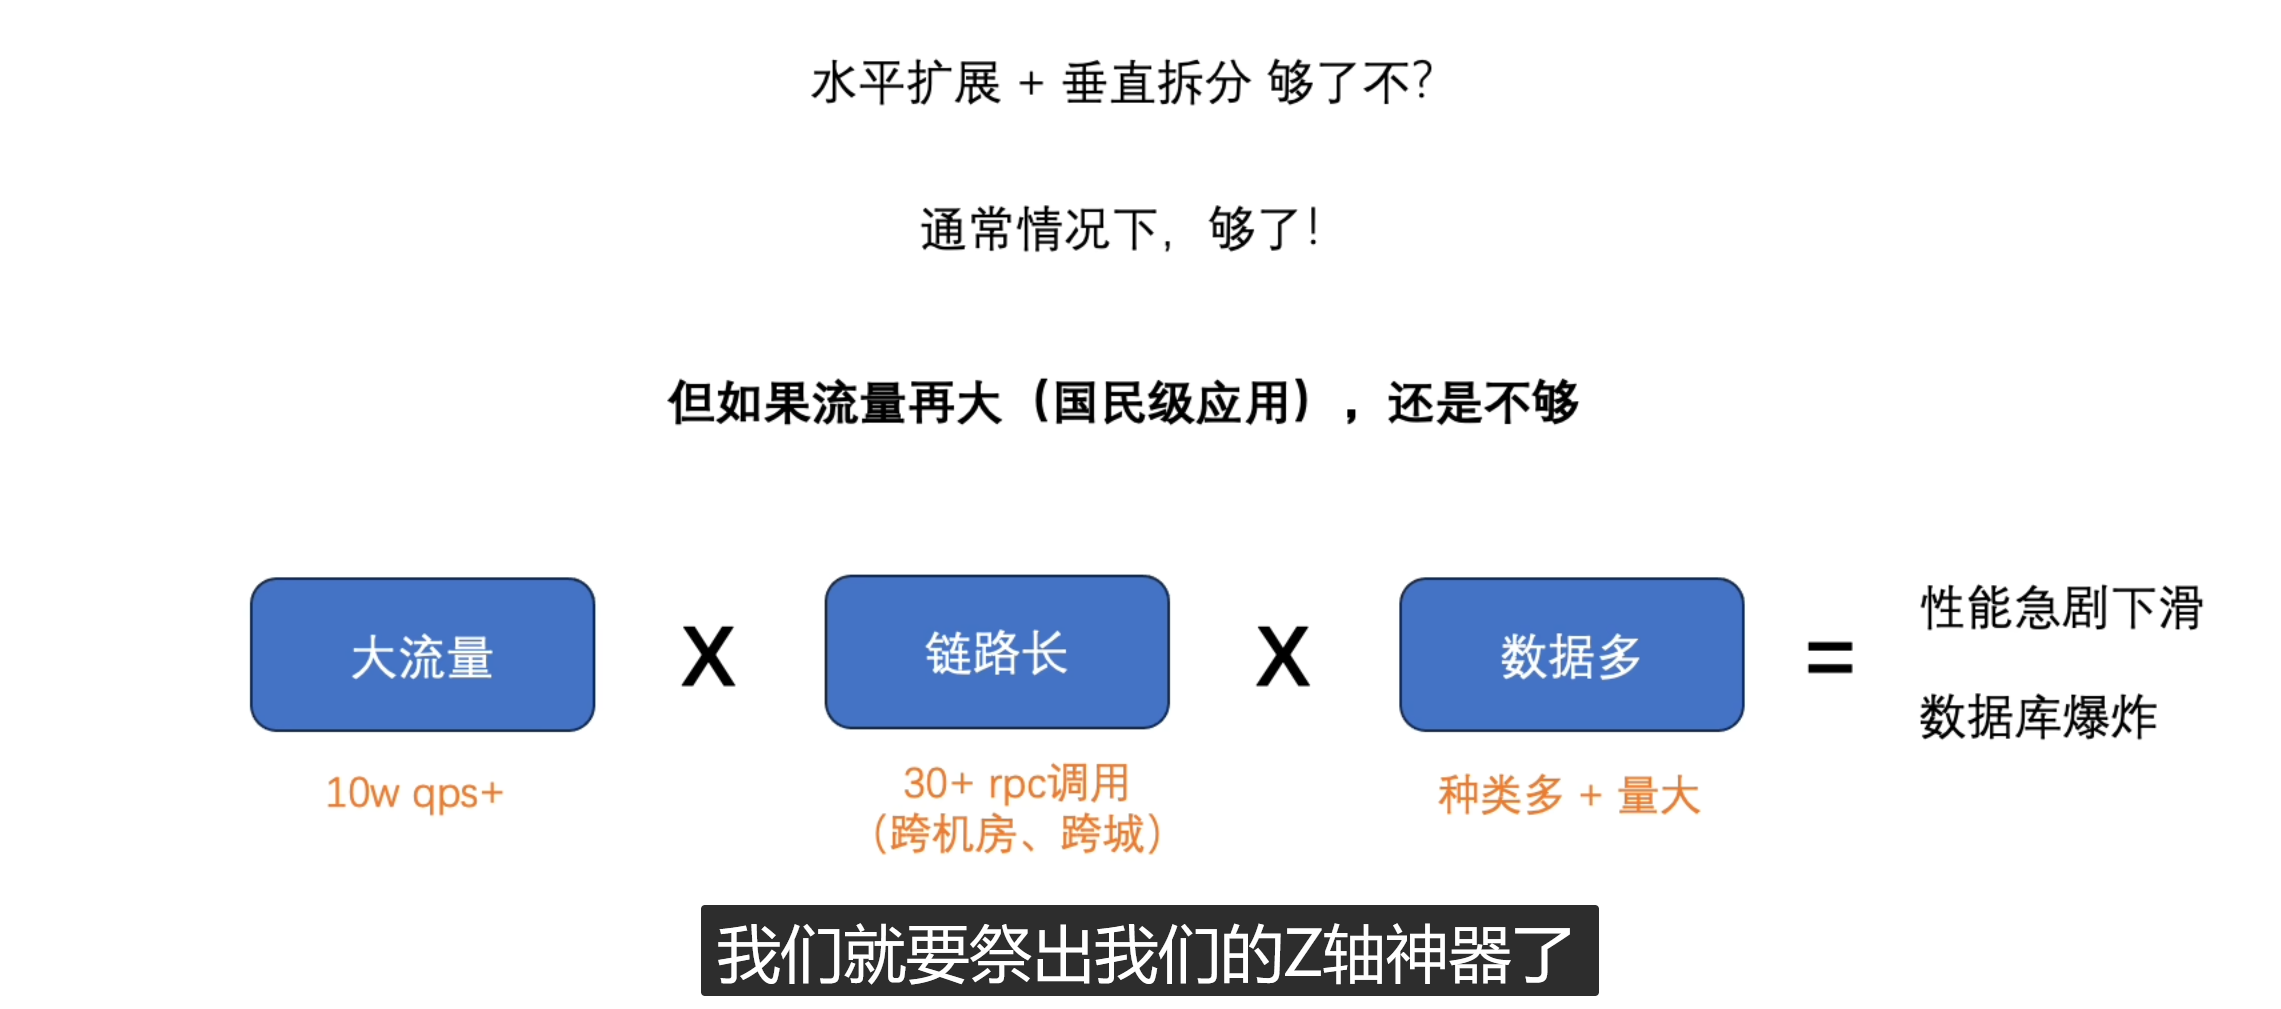 水平扩展 + 垂直拆分 够了不？
通常情况下，够了！
但如果流量再大（国民级应用），还是不够
大流量
X
链路长
X
数据多
=
性能急剧下滑
数据库爆炸
10w qps+
30+ rpc调用
（跨机房、跨城）
种类多 + 量大
我们就要祭出我们的Z轴神器了